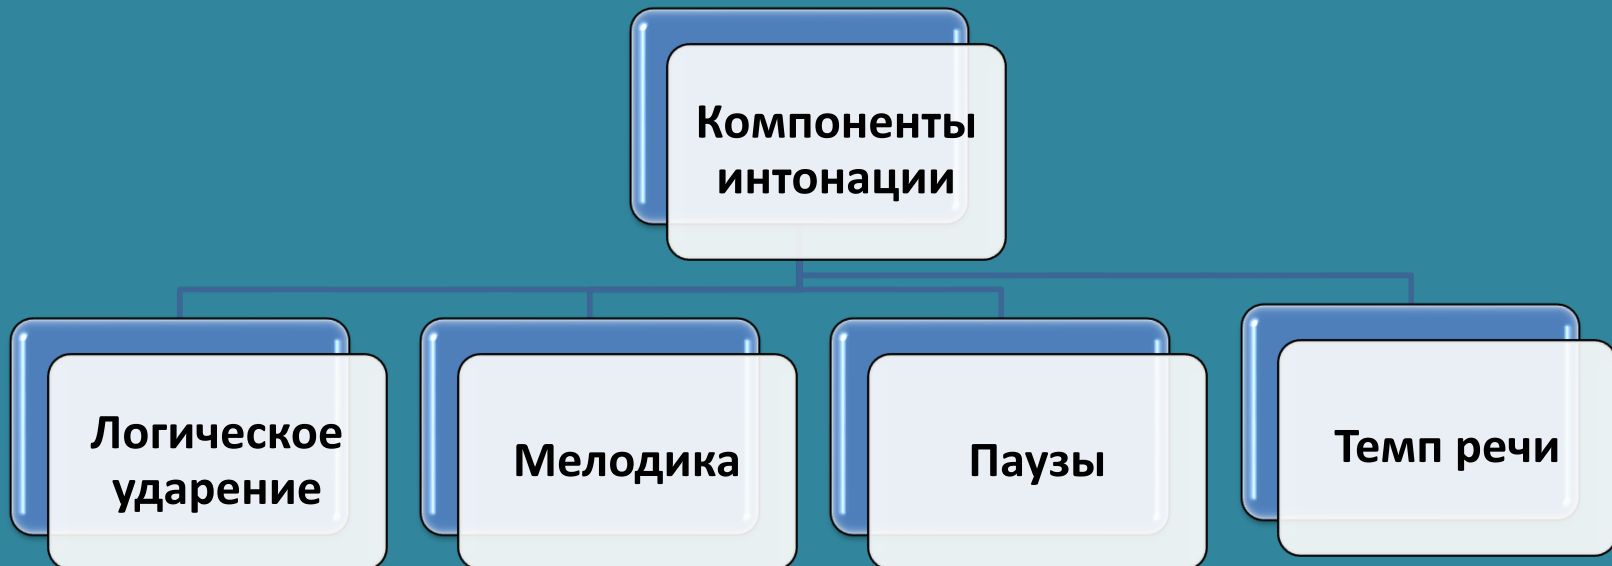 Компоненты
интонации
Логическое
ударение
Мелодика
Паузы
Темп речи